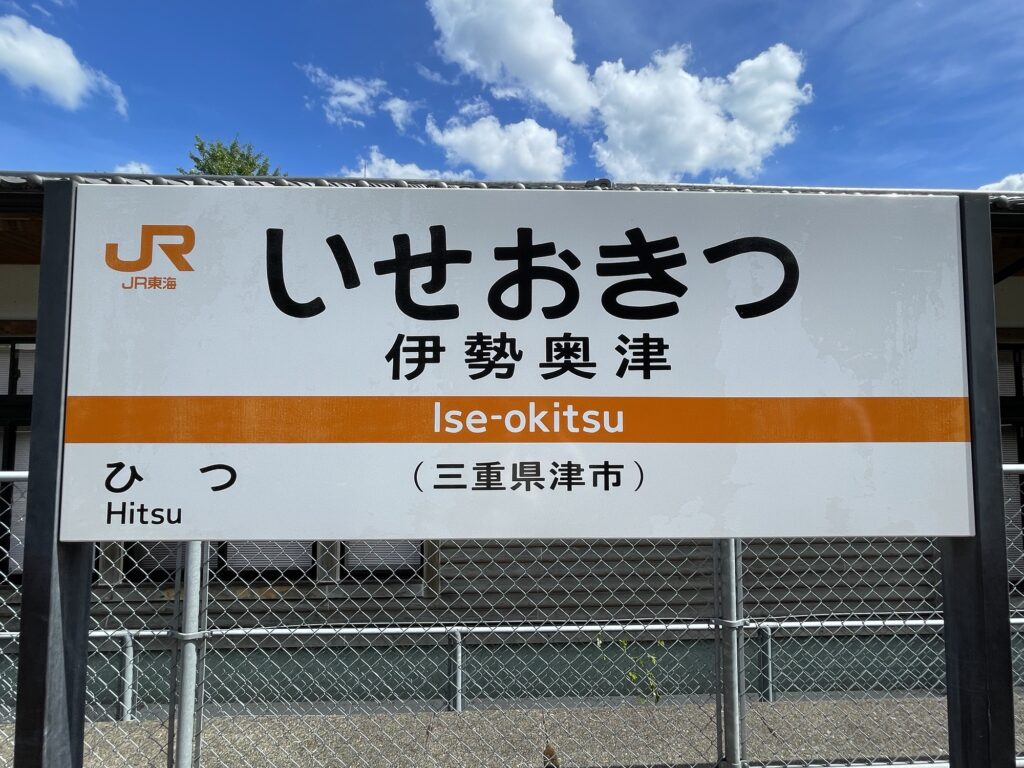 JR
JR東海
いせおきつ
伊勢奥津
Ise-okitsu
ひつ
Hitsu
（三重県津市）